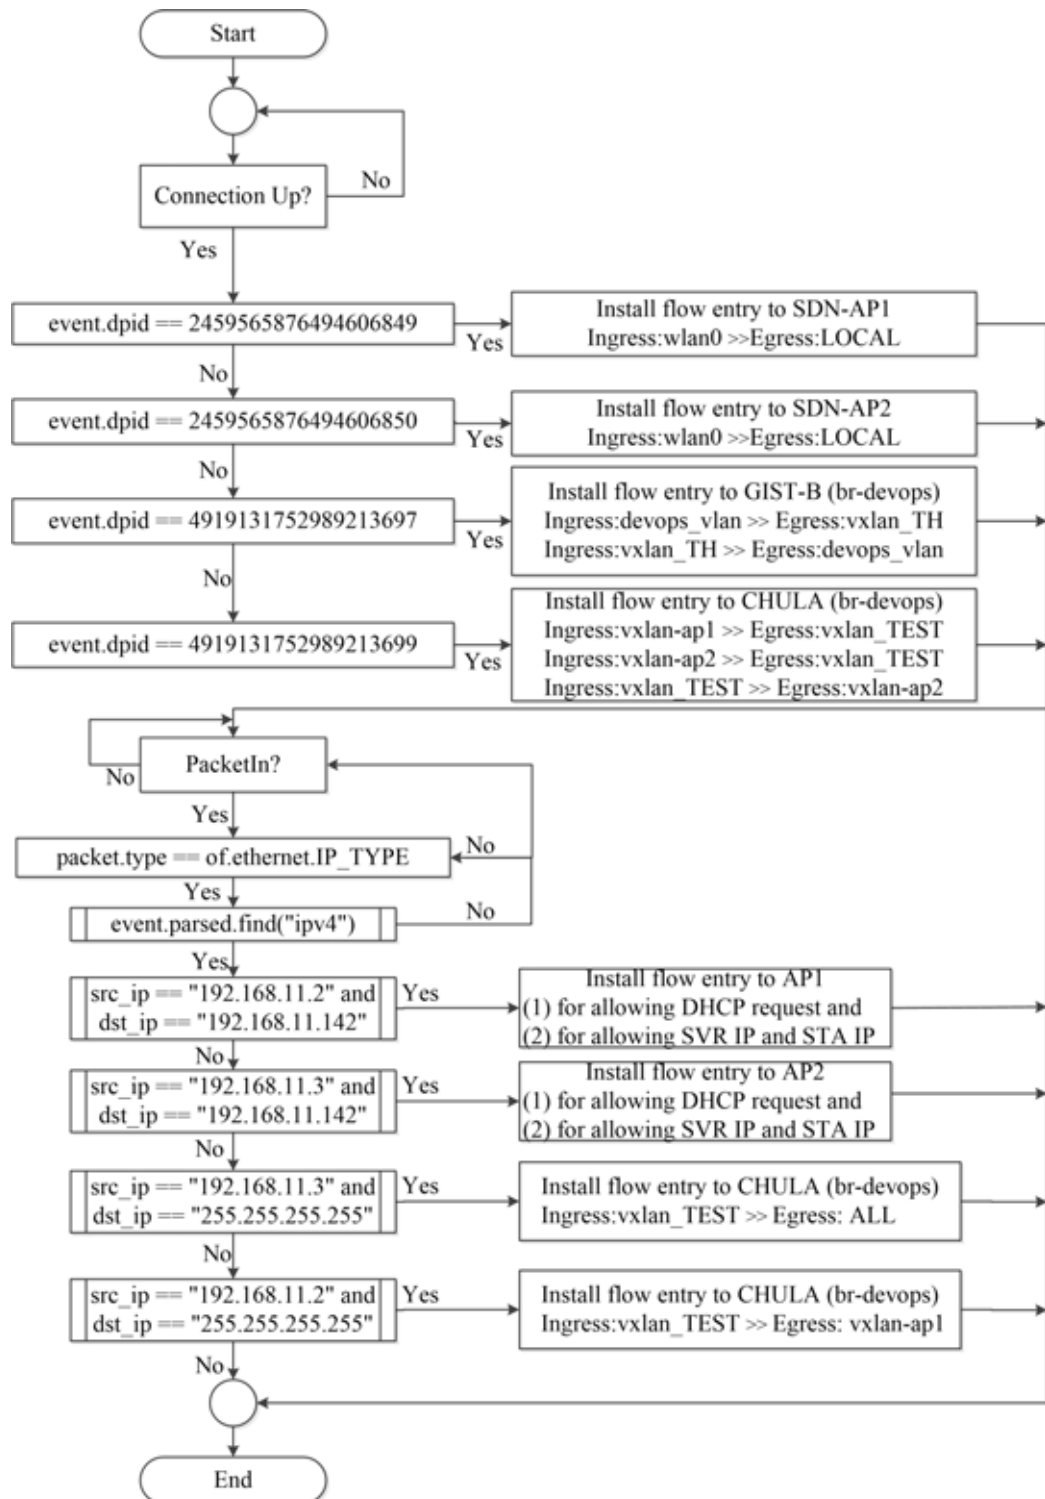 Start
No
Connection Up?
Yes
event.dpid == 2459565876494606849
Yes
Install flow entry to SDN-AP1
Ingress:wlan0 >>Egress:LOCAL
No
event.dpid == 2459565876494606850
Yes
Install flow entry to SDN-AP2
Ingress:wlan0 >>Egress:LOCAL
No
event.dpid == 4919131752989213697
Yes
Install flow entry to GIST-B (br-devops)
Ingress:devops_vlan >> Egress:vxlan_TH
Ingress:vxlan_TH >> Egress:devops_vlan
No
event.dpid == 4919131752989213699
Yes
Install flow entry to CHULA (br-devops)
Ingress:vxlan-ap1 >> Egress:vxlan_TEST
Ingress:vxlan-ap2 >> Egress:vxlan_TEST
Ingress:vxlan_TEST >> Egress:vxlan-ap2
PacketIn?
No
Yes
packet.type == of.ethernet.IP_TYPE
No
Yes
event.parsed.find("ipv4")
No
Yes
src_ip == "192.168.11.2" and
dst_ip == "192.168.11.142"
Yes
Install flow entry to AP1
(1) for allowing DHCP request and
(2) for allowing SVR IP and STA IP
No
src_ip == "192.168.11.3" and
dst_ip == "192.168.11.142"
Yes
Install flow entry to AP2
(1) for allowing DHCP request and
(2) for allowing SVR IP and STA IP
No
src_ip == "192.168.11.3" and
dst_ip == "255.255.255.255"
Yes
Install flow entry to CHULA (br-devops)
Ingress:vxlan_TEST >> Egress: ALL
No
src_ip == "192.168.11.2" and
dst_ip == "255.255.255.255"
Yes
Install flow entry to CHULA (br-devops)
Ingress:vxlan_TEST >> Egress: vxlan-ap1
No
End